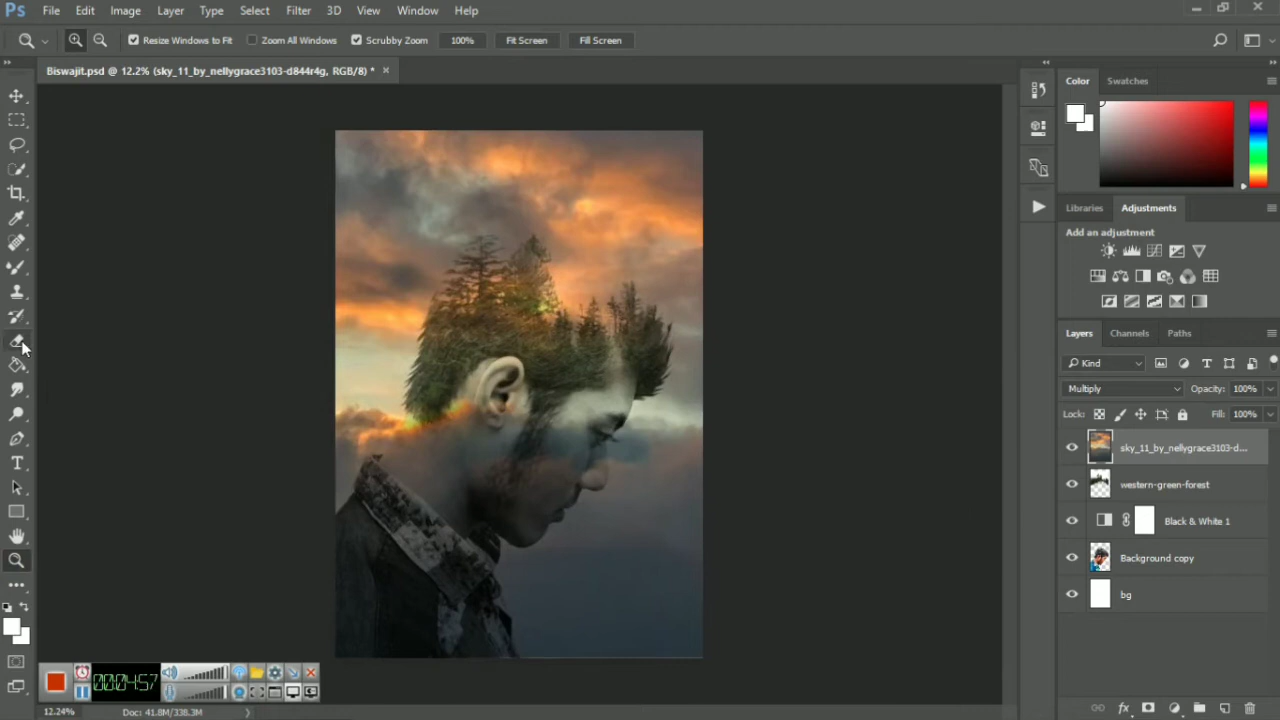 Ps File Edit Image Layer Type Select Filter 3D View Window Help
Resize Windows to Fit Zoom All Windows Scrubby Zoom 100% Fit Screen Fill Screen
Biswajit.psd @ 12.2% (sky_11_by_nellygrace3103-d844r4g, RGB/8) * ×
Color Swatches
Libraries Adjustments
Add an adjustment
Layers Channels Paths
Kind
Multiply Opacity: 100%
Lock: Fill: 100%
sky_11_by_nellygrace3103-d...
western-green-forest
Black & White 1
Background copy
bg
00:04:57
12.24% Doc: 41.8M/338.3M